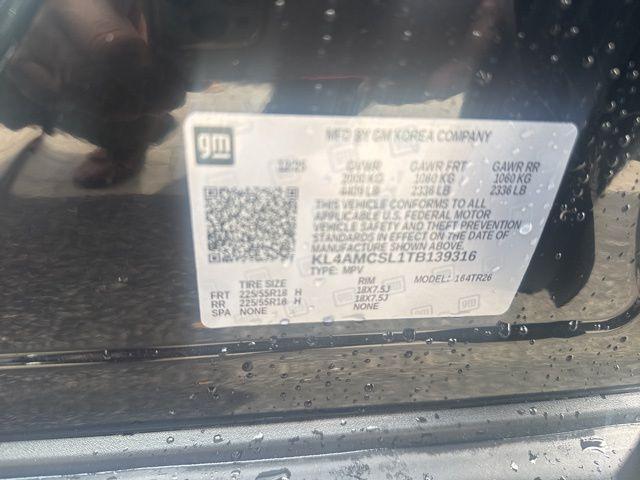 gm
MFD BY GM KOREA COMPANY
12/25 GVWR GAWR FRT GAWR RR
2000 KG 1060 KG 1060 KG
4409 LB 2336 LB 2336 LB
THIS VEHICLE CONFORMS TO ALL
APPLICABLE U.S. FEDERAL MOTOR
VEHICLE SAFETY AND THEFT PREVENTION
STANDARDS IN EFFECT ON THE DATE OF
MANUFACTURE SHOWN ABOVE.
KL4AMCSL1TB139316
TYPE: MPV MODEL: 164TR26
TIRE SIZE RIM
FRT 225/55R18 H 18X7.5J
RR 225/55R18 H 18X7.5J
SPA NONE NONE